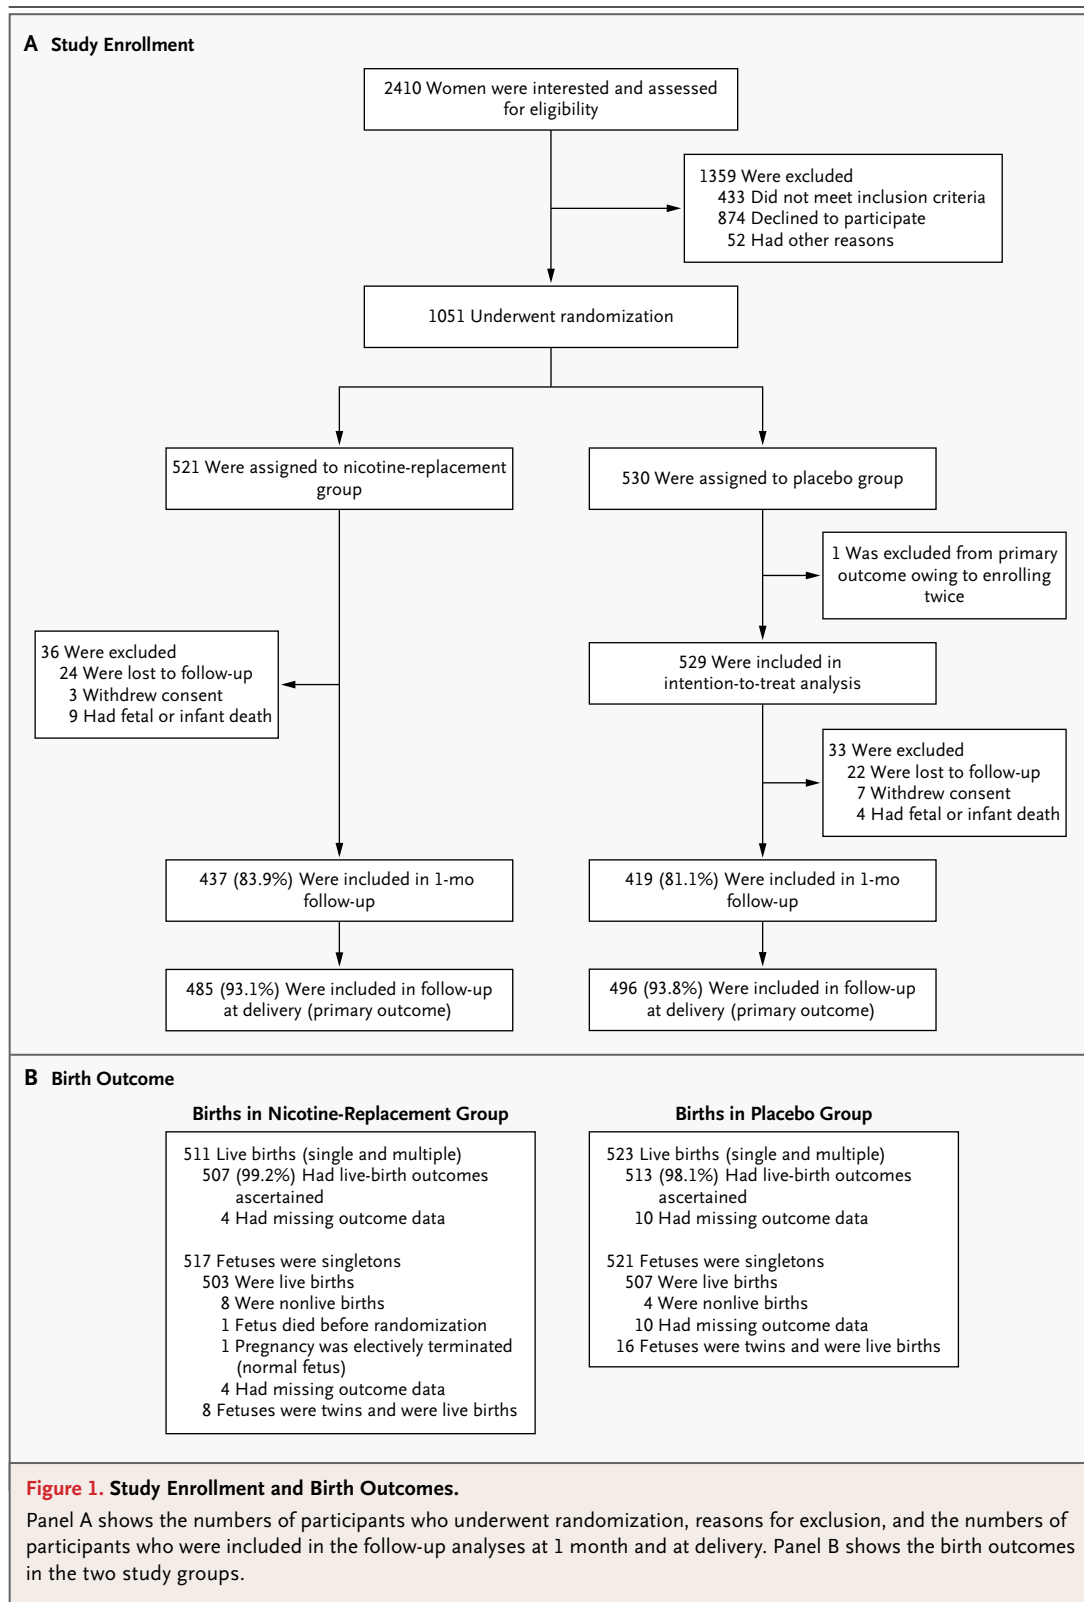 A Study Enrollment
2410 Women were interested and assessed
for eligibility
1359 Were excluded
433 Did not meet inclusion criteria
874 Declined to participate
52 Had other reasons
1051 Underwent randomization
521 Were assigned to nicotine-replacement
group
530 Were assigned to placebo group
1 Was excluded from primary
outcome owing to enrolling
twice
36 Were excluded
24 Were lost to follow-up
3 Withdrew consent
9 Had fetal or infant death
529 Were included in
intention-to-treat analysis
33 Were excluded
22 Were lost to follow-up
7 Withdrew consent
4 Had fetal or infant death
437 (83.9%) Were included in 1-mo
follow-up
419 (81.1%) Were included in 1-mo
follow-up
485 (93.1%) Were included in follow-up
at delivery (primary outcome)
496 (93.8%) Were included in follow-up
at delivery (primary outcome)
B Birth Outcome
Births in Nicotine-Replacement Group
511 Live births (single and multiple)
507 (99.2%) Had live-birth outcomes
ascertained
4 Had missing outcome data
517 Fetuses were singletons
503 Were live births
8 Were nonlive births
1 Fetus died before randomization
1 Pregnancy was electively terminated
(normal fetus)
4 Had missing outcome data
8 Fetuses were twins and were live births
Births in Placebo Group
523 Live births (single and multiple)
513 (98.1%) Had live-birth outcomes
ascertained
10 Had missing outcome data
521 Fetuses were singletons
507 Were live births
4 Were nonlive births
10 Had missing outcome data
16 Fetuses were twins and were live births
Figure 1. Study Enrollment and Birth Outcomes.
Panel A shows the numbers of participants who underwent randomization, reasons for exclusion, and the numbers of
participants who were included in the follow-up analyses at 1 month and at delivery. Panel B shows the birth outcomes
in the two study groups.